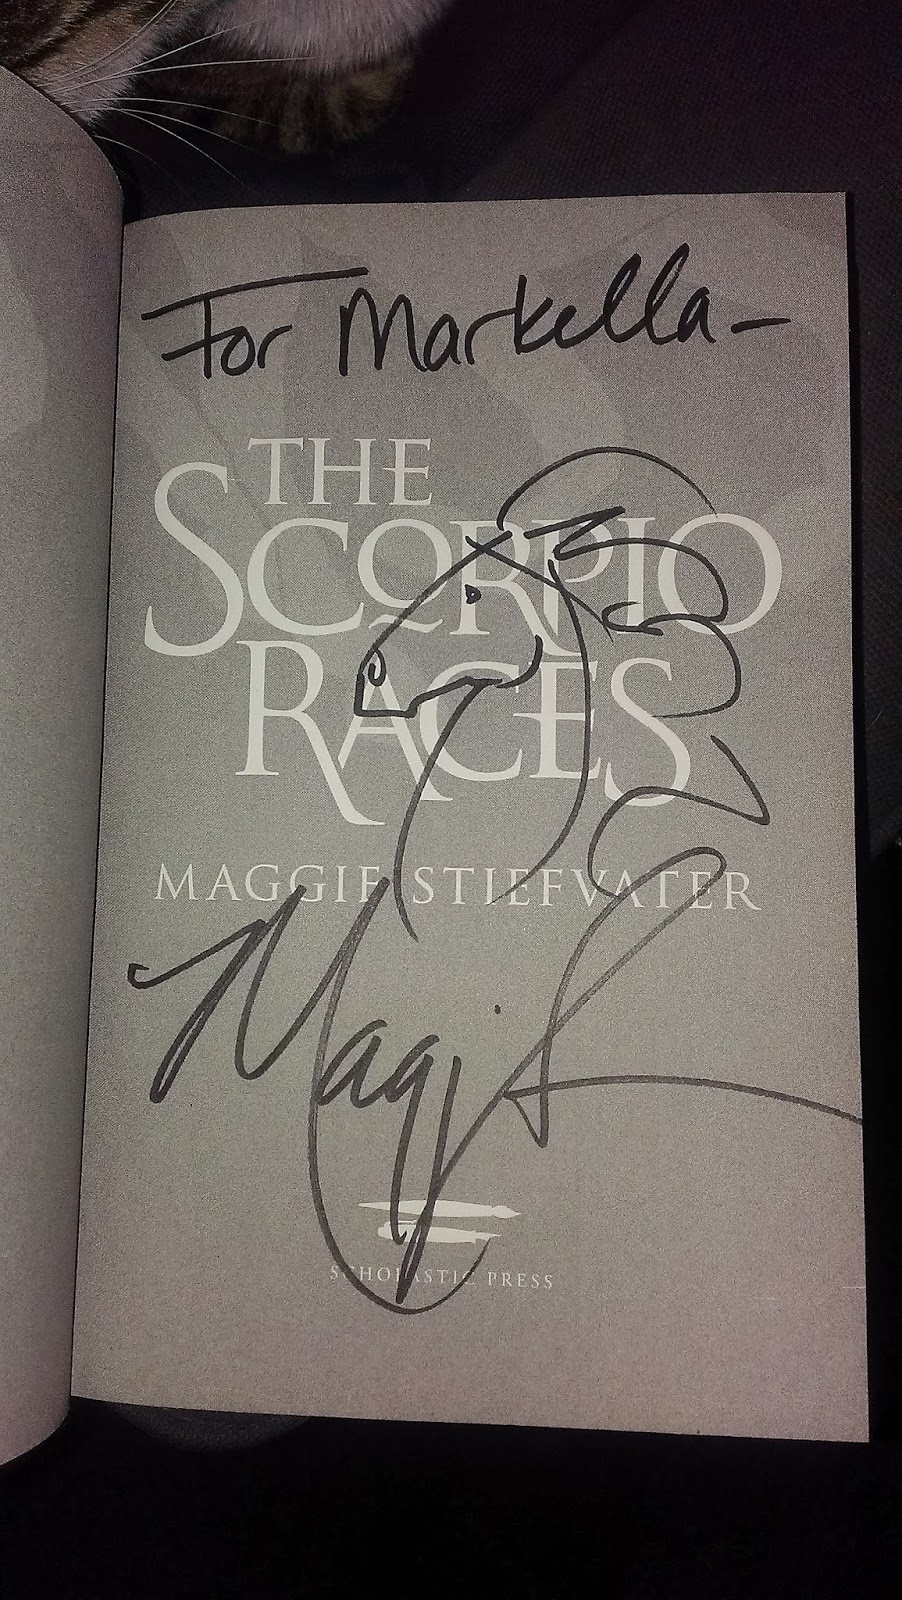 For Markella –
THE
SCORPIO
RACES
MAGGIE STIEFVATER
Maggie
SCHOLASTIC PRESS